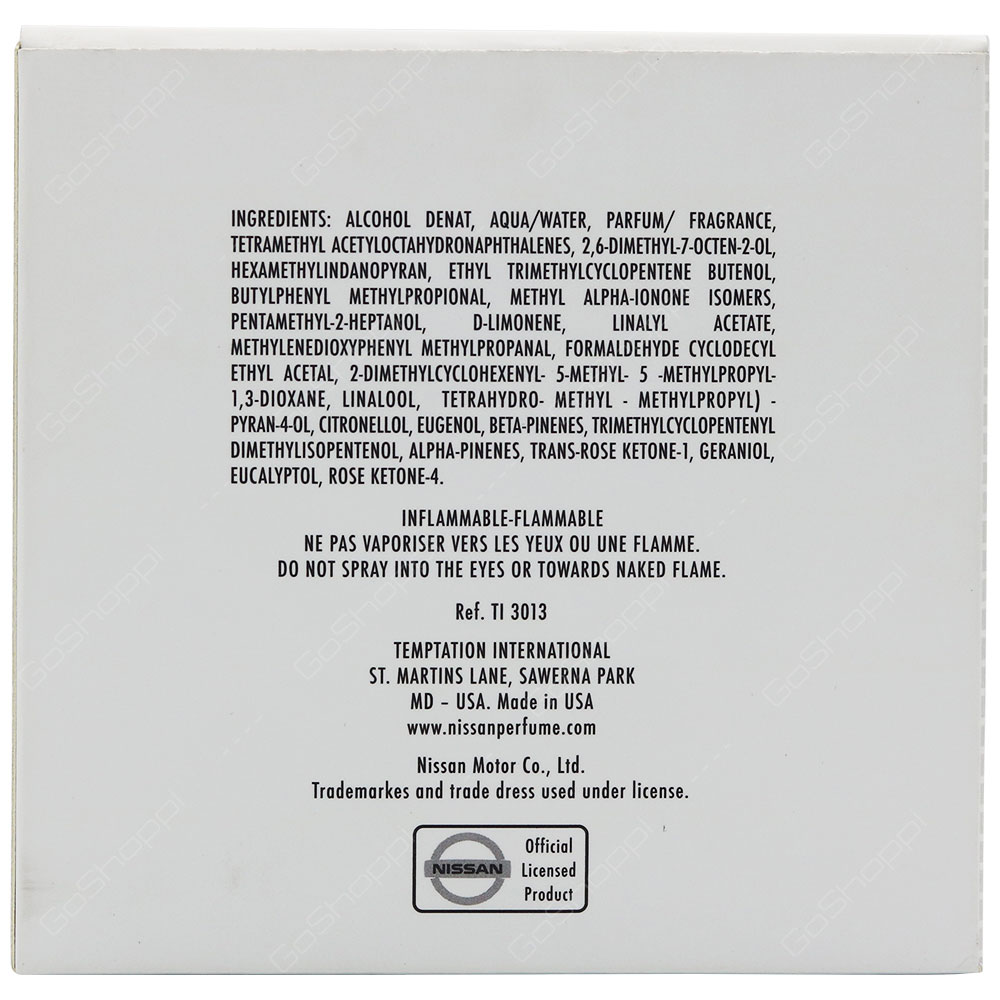 INGREDIENTS: ALCOHOL DENAT, AQUA/WATER, PARFUM/ FRAGRANCE,
TETRAMETHYL ACETYLOCTAHYDRONAPHTHALENES, 2,6-DIMETHYL-7-OCTEN-2-OL,
HEXAMETHYLINDANOPYRAN, ETHYL TRIMETHYLCYCLOPENTENE BUTENOL,
BUTYLPHENYL METHYLPROPIONAL, METHYL ALPHA-IONONE ISOMERS,
PENTAMETHYL-2-HEPTANOL, D-LIMONENE, LINALYL ACETATE,
METHYLENEDIOXYPHENYL METHYLPROPANAL, FORMALDEHYDE CYCLODECYL
ETHYL ACETAL, 2-DIMETHYLCYCLOHEXENYL- 5-METHYL- 5 -METHYLPROPYL-
1,3-DIOXANE, LINALOOL, TETRAHYDRO- METHYL - METHYLPROPYL) -
PYRAN-4-OL, CITRONELLOL, EUGENOL, BETA-PINENES, TRIMETHYLCYCLOPENTENYL
DIMETHYLISOPENTENOL, ALPHA-PINENES, TRANS-ROSE KETONE-1, GERANIOL,
EUCALYPTOL, ROSE KETONE-4.
INFLAMMABLE-FLAMMABLE
NE PAS VAPORISER VERS LES YEUX OU UNE FLAMME.
DO NOT SPRAY INTO THE EYES OR TOWARDS NAKED FLAME.
Ref. TI 3013
TEMPTATION INTERNATIONAL
ST. MARTINS LANE, SAWERNA PARK
MD – USA. Made in USA
www.nissanperfume.com
Nissan Motor Co., Ltd.
Trademarkes and trade dress used under license.
NISSAN
Official
Licensed
Product
GoShoppl